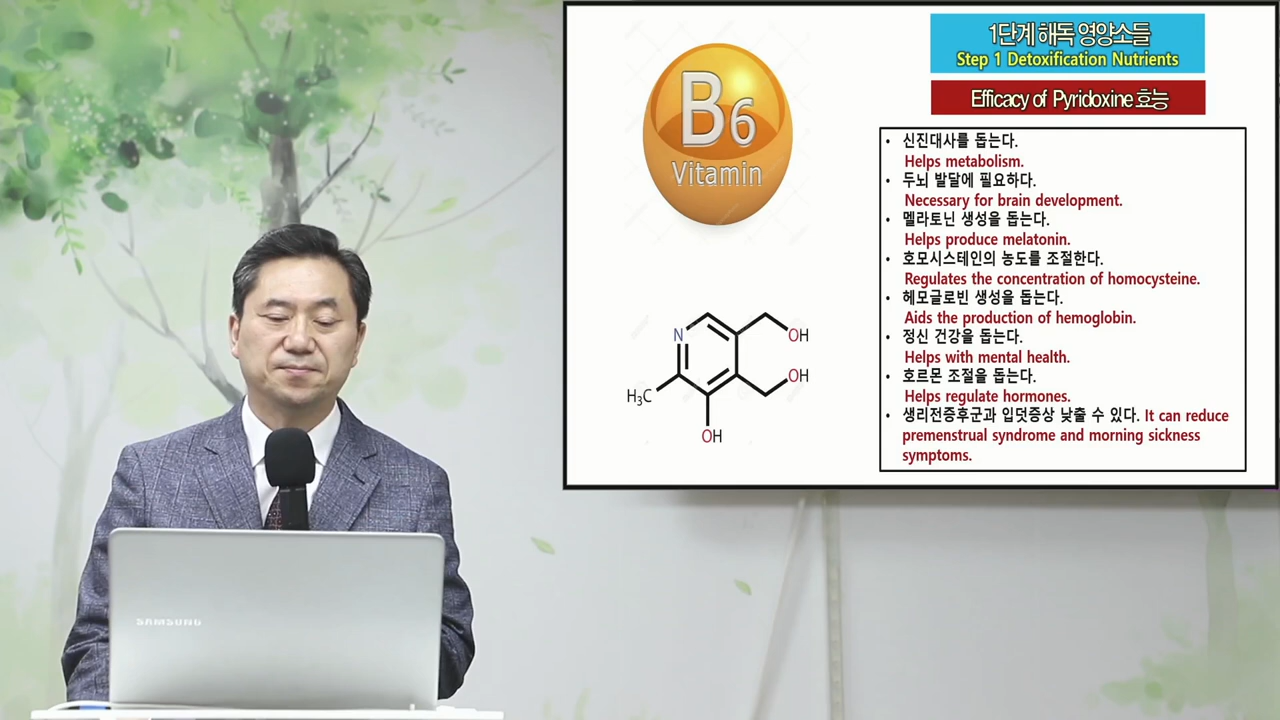 1단계 해독 영양소들
Step 1 Detoxification Nutrients
Efficacy of Pyridoxine 효능
B6
Vitamin
• 신진대사를 돕는다.
Helps metabolism.
• 두뇌 발달에 필요하다.
Necessary for brain development.
• 멜라토닌 생성을 돕는다.
Helps produce melatonin.
• 호모시스테인의 농도를 조절한다.
Regulates the concentration of homocysteine.
• 헤모글로빈 생성을 돕는다.
Aids the production of hemoglobin.
• 정신 건강을 돕는다.
Helps with mental health.
• 호르몬 조절을 돕는다.
Helps regulate hormones.
• 생리전증후군과 입덧증상 낮출 수 있다. It can reduce
premenstrual syndrome and morning sickness
symptoms.
N
OH
H3C
OH
OH
SAMSUNG